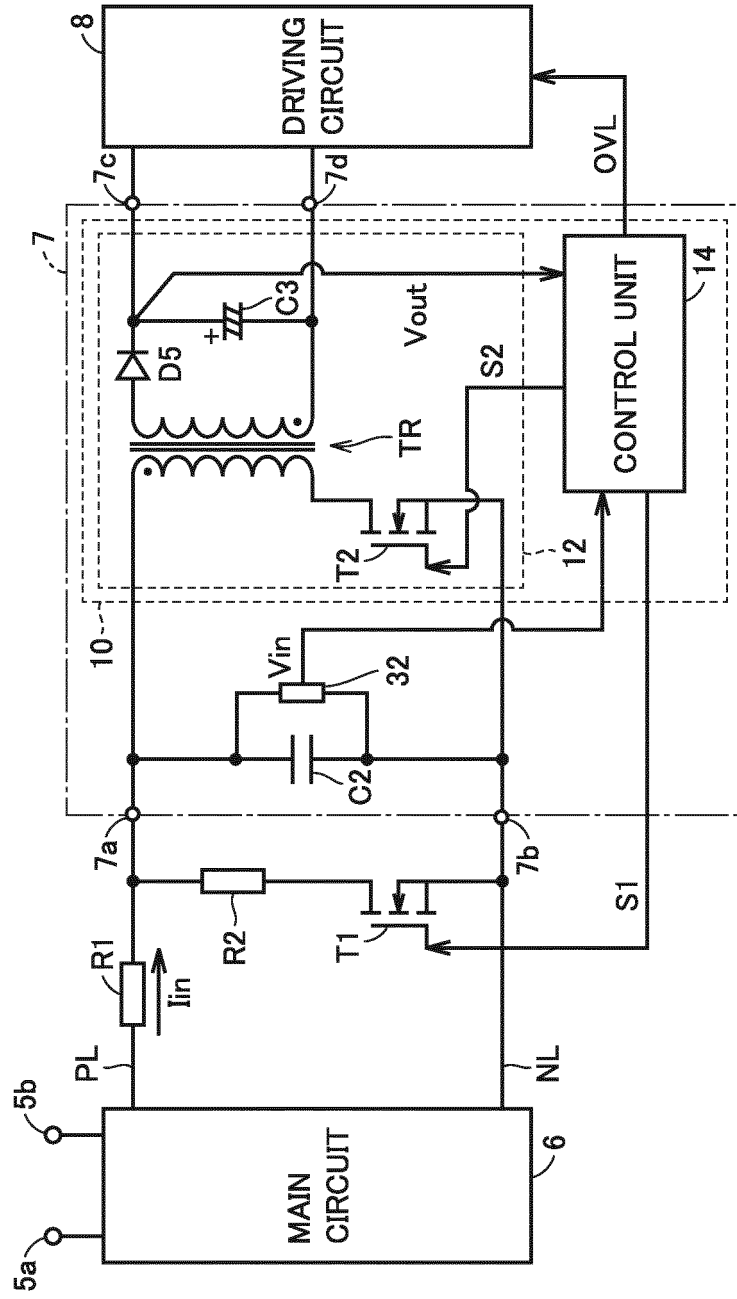 5a
5b
MAIN
CIRCUIT
6
PL
NL
R1
Iin
R2
T1
S1
7a
7b
7
C2
32
Vin
10
12
T2
S2
TR
D5
C3
+
Vout
CONTROL UNIT
14
OVL
7c
7d
DRIVING
CIRCUIT
8